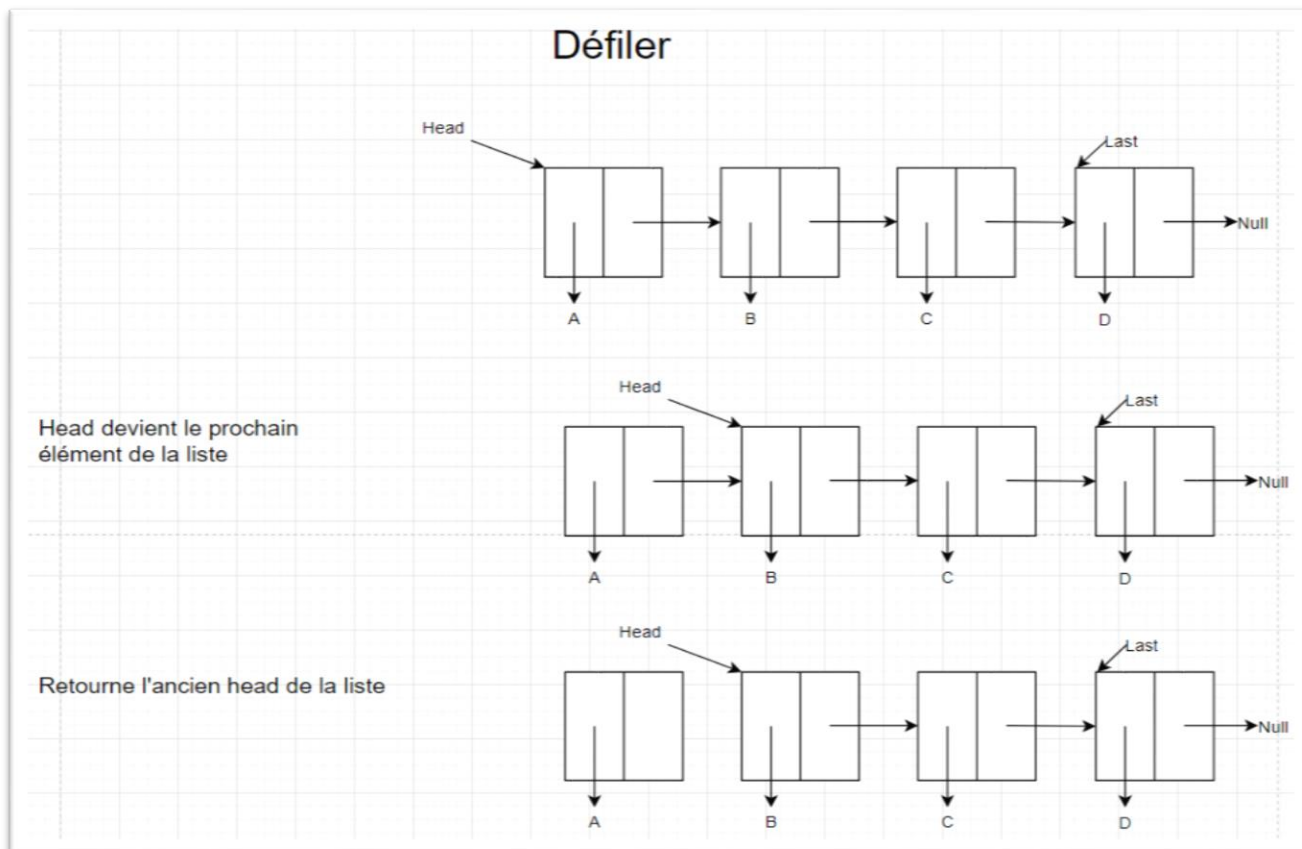 Défiler
Head
Last
Null
A B C D
Head
Last
Head devient le prochain
élément de la liste
Null
A B C D
Head
Last
Retourne l'ancien head de la liste
Null
A B C D